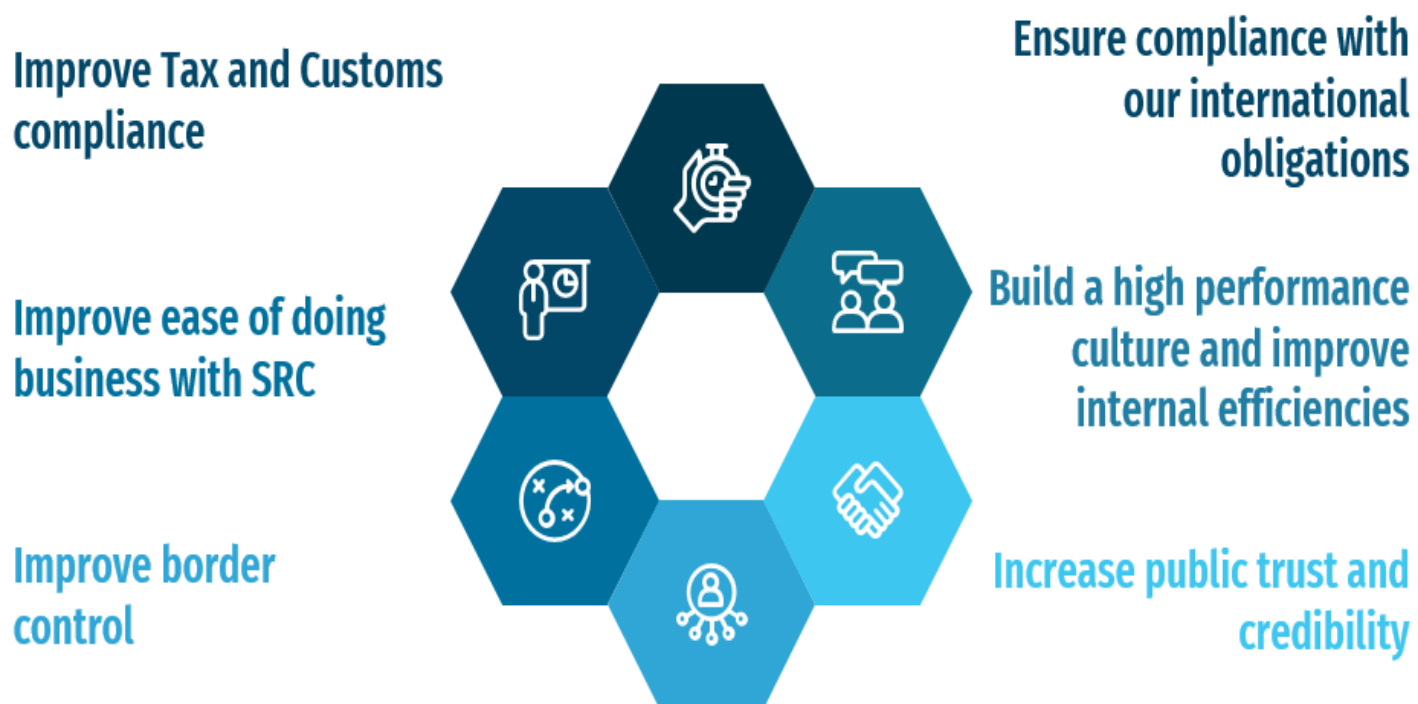 Improve Tax and Customs
compliance
Improve ease of doing
business with SRC
Improve border
control
Ensure compliance with
our international
obligations
Build a high performance
culture and improve
internal efficiencies
Increase public trust and
credibility